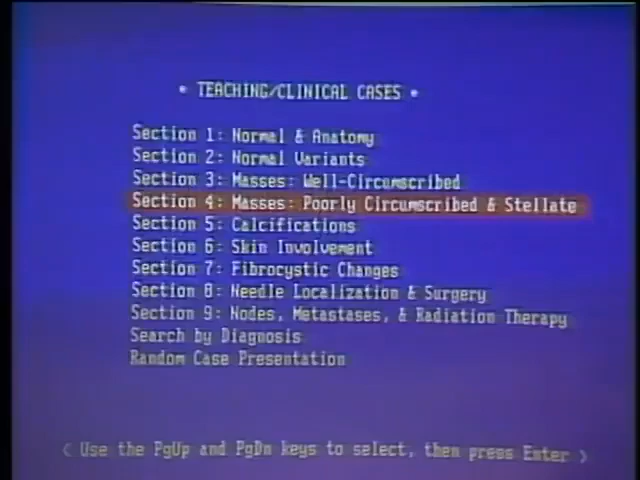 • TEACHING/CLINICAL CASES •
Section 1: Normal & Anatomy
Section 2: Normal Variants
Section 3: Masses: Well-Circumscribed
Section 4: Masses: Poorly Circumscribed & Stellate
Section 5: Calcifications
Section 6: Skin Involvement
Section 7: Fibrocystic Changes
Section 8: Needle Localization & Surgery
Section 9: Nodes, Metastases, & Radiation Therapy
Search by Diagnosis
Random Case Presentation
< Use the PgUp and PgDn keys to select, then press Enter >